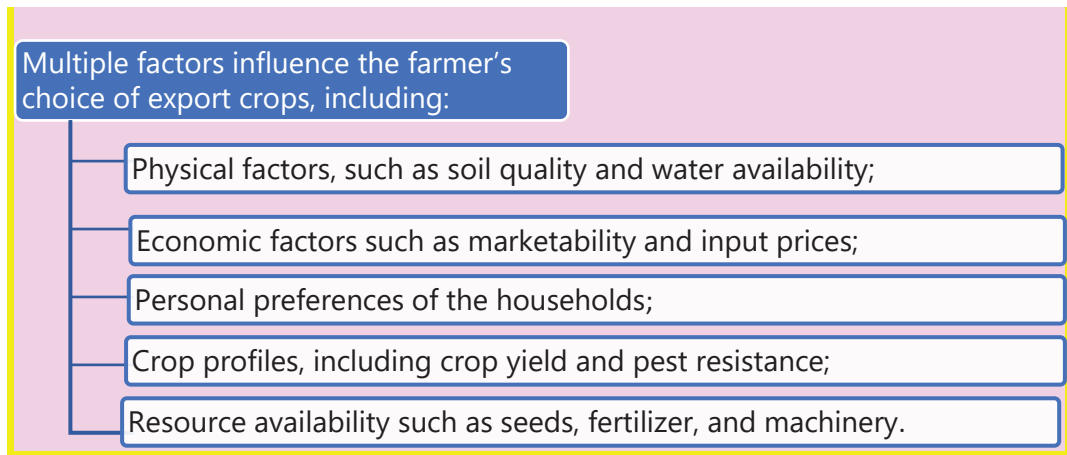 Multiple factors influence the farmer’s
choice of export crops, including:
Physical factors, such as soil quality and water availability;
Economic factors such as marketability and input prices;
Personal preferences of the households;
Crop profiles, including crop yield and pest resistance;
Resource availability such as seeds, fertilizer, and machinery.